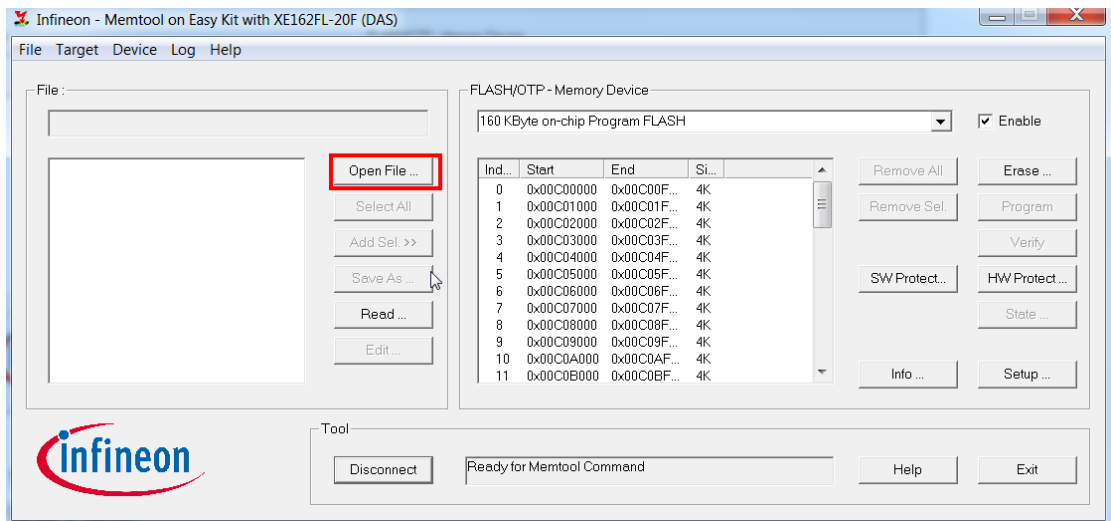 Infineon - Memtool on Easy Kit with XE162FL-20F (DAS)
File Target Device Log Help
File :
Open File ...
Select All
Add Sel. >>
Save As ...
Read ...
Edit ...
FLASH/OTP - Memory Device
160 KByte on-chip Program FLASH
Enable
Ind... Start End Si...
0 0x00C00000 0x00C00F... 4K
1 0x00C01000 0x00C01F... 4K
2 0x00C02000 0x00C02F... 4K
3 0x00C03000 0x00C03F... 4K
4 0x00C04000 0x00C04F... 4K
5 0x00C05000 0x00C05F... 4K
6 0x00C06000 0x00C06F... 4K
7 0x00C07000 0x00C07F... 4K
8 0x00C08000 0x00C08F... 4K
9 0x00C09000 0x00C09F... 4K
10 0x00C0A000 0x00C0AF... 4K
11 0x00C0B000 0x00C0BF... 4K
Remove All
Erase ...
Remove Sel.
Program
Verify
SW Protect...
HW Protect ...
State ...
Info ...
Setup ...
infineon
Tool
Disconnect
Ready for Memtool Command
Help
Exit